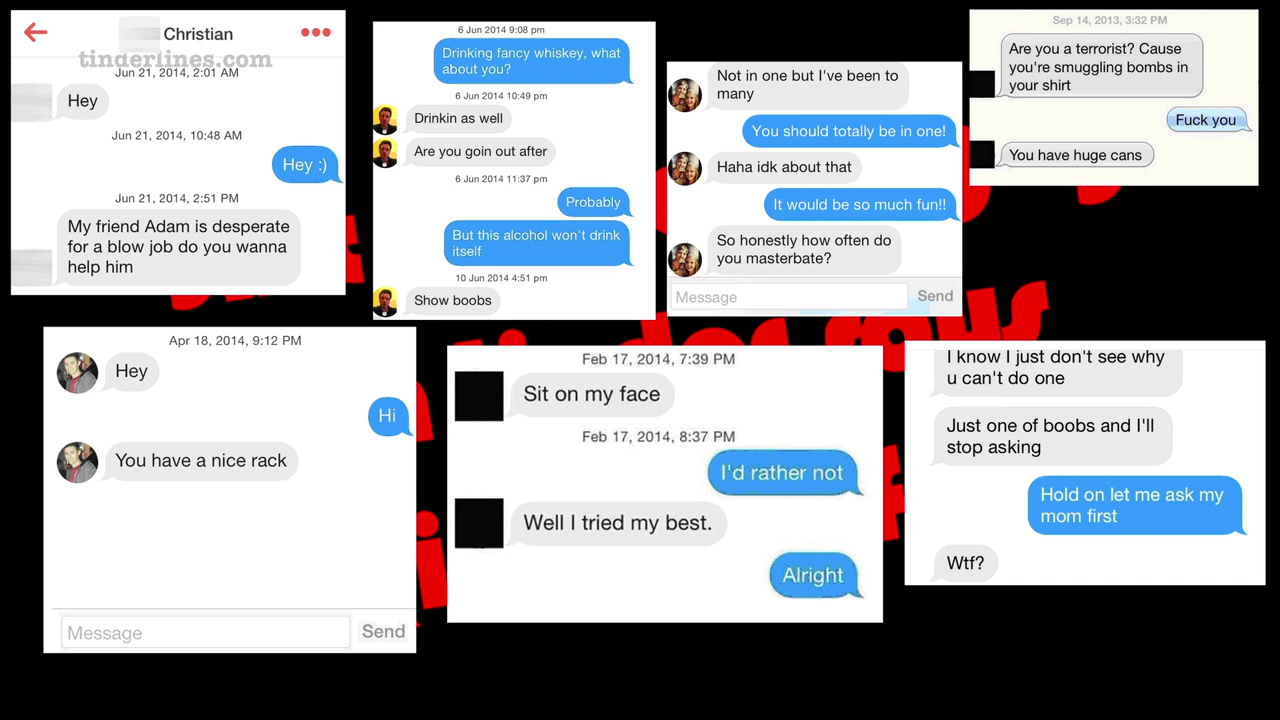 Christian
tinderlines.com
Jun 21, 2014, 2:01 AM
Hey
Jun 21, 2014, 10:48 AM
Hey :)
Jun 21, 2014, 2:51 PM
My friend Adam is desperate
for a blow job do you wanna
help him
6 Jun 2014 9:08 pm
Drinking fancy whiskey, what
about you?
6 Jun 2014 10:49 pm
Drinkin as well
Are you goin out after
6 Jun 2014 11:37 pm
Probably
But this alcohol won't drink
itself
10 Jun 2014 4:51 pm
Show boobs
Not in one but I've been to
many
You should totally be in one!
Haha idk about that
It would be so much fun!!
So honestly how often do
you masterbate?
Message
Send
Sep 14, 2013, 3:32 PM
Are you a terrorist? Cause
you're smuggling bombs in
your shirt
Fuck you
You have huge cans
Apr 18, 2014, 9:12 PM
Hey
Hi
You have a nice rack
Message
Send
Feb 17, 2014, 7:39 PM
Sit on my face
Feb 17, 2014, 8:37 PM
I'd rather not
Well I tried my best.
Alright
I know I just don't see why
u can't do one
Just one of boobs and I'll
stop asking
Hold on let me ask my
mom first
Wtf?